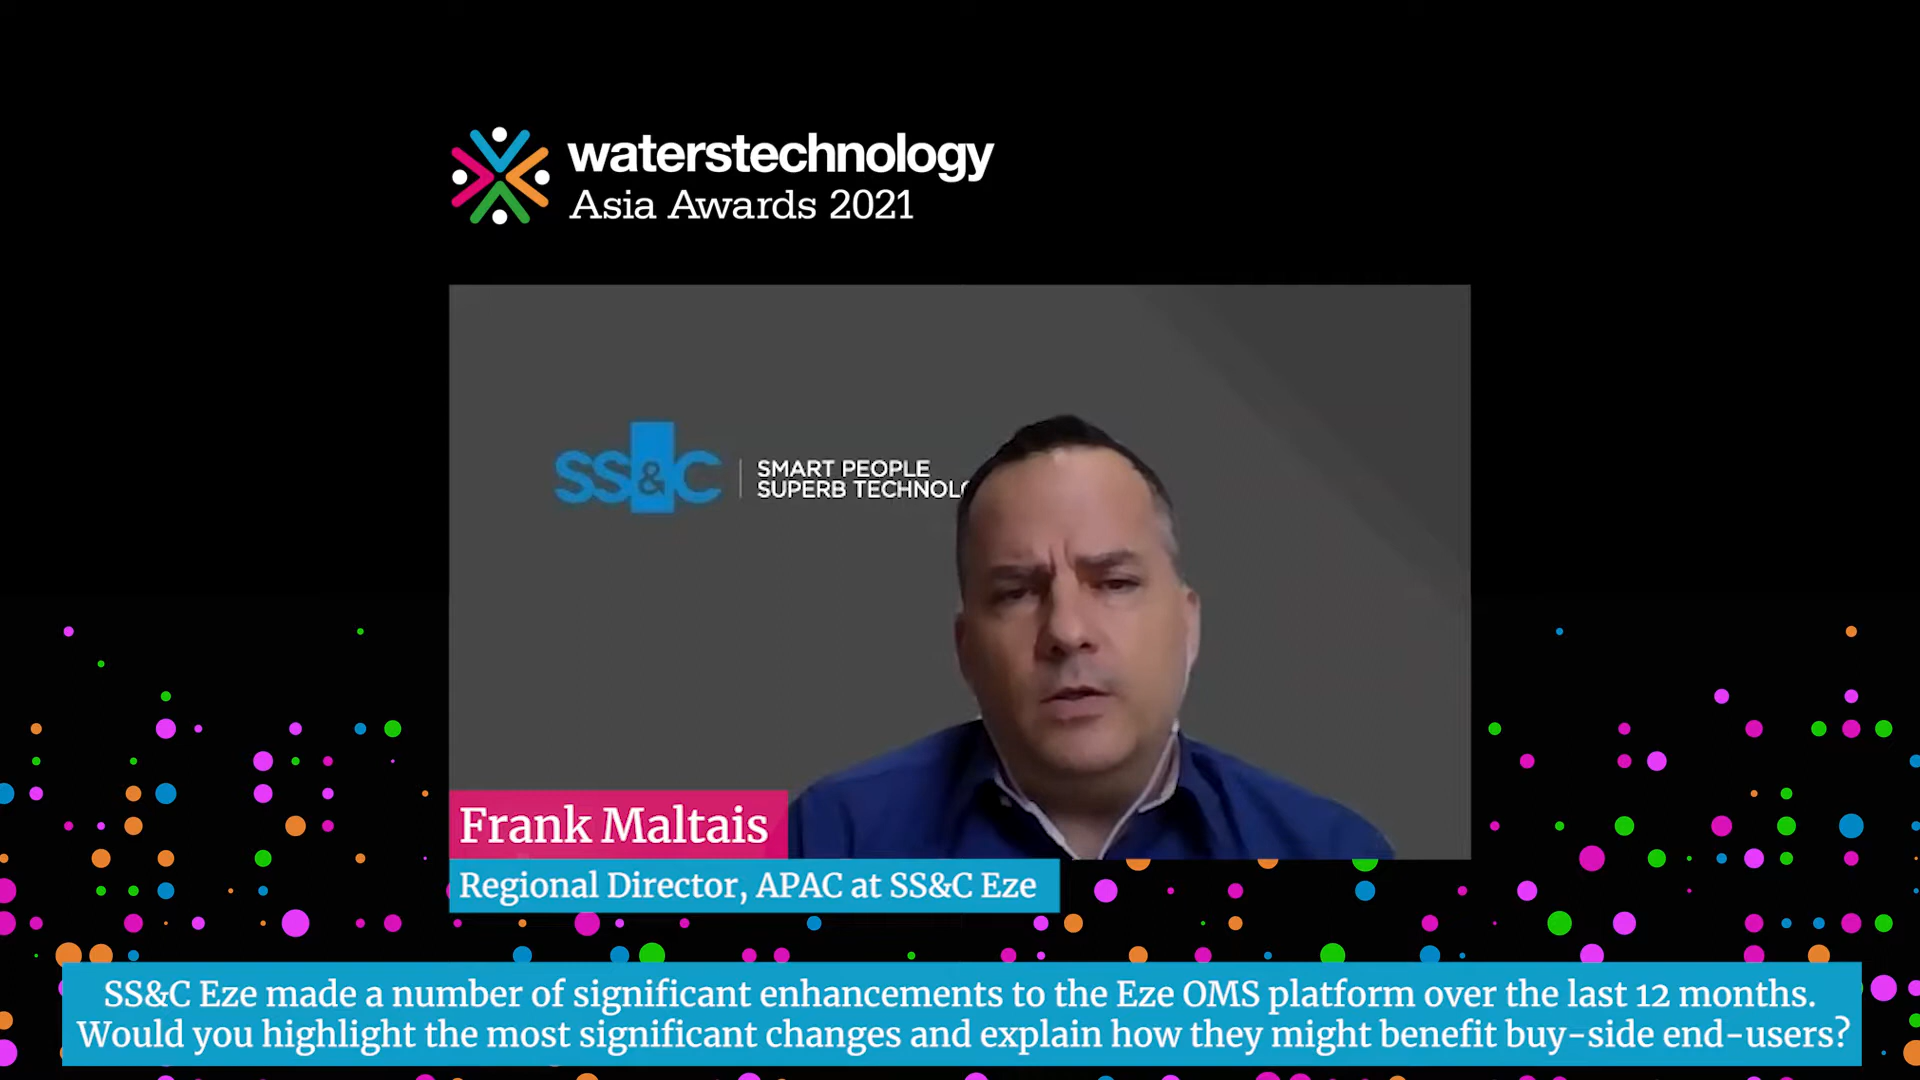 waterstechnology
Asia Awards 2021
SS&C
SMART PEOPLE
SUPERB TECHNOLO
Frank Maltais
Regional Director, APAC at SS&C Eze
SS&C Eze made a number of significant enhancements to the Eze OMS platform over the last 12 months.
Would you highlight the most significant changes and explain how they might benefit buy-side end-users?